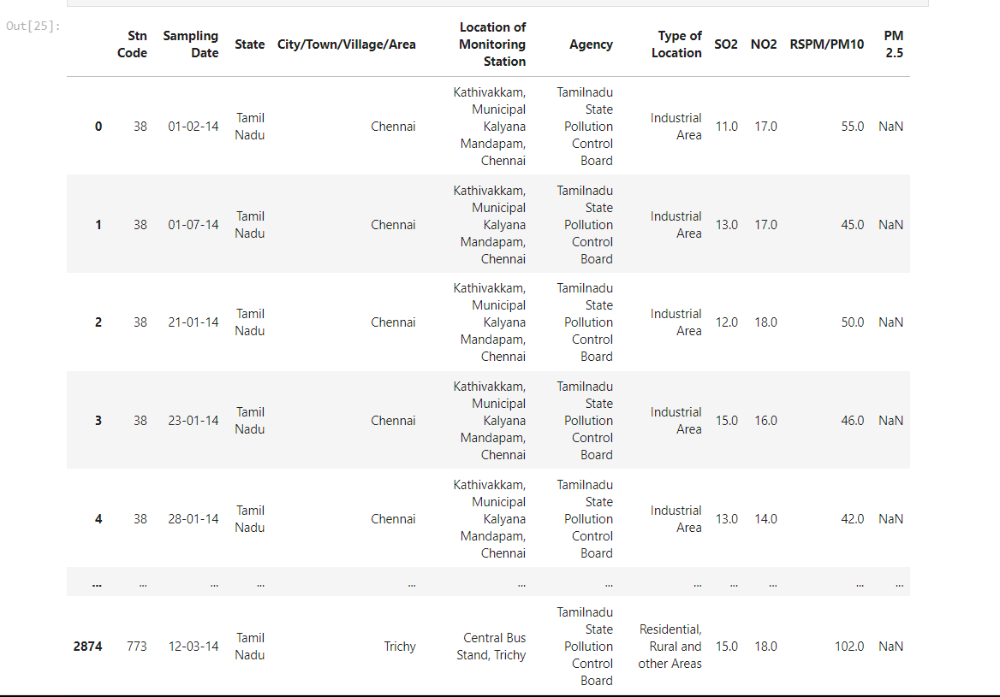 Out[25]:
Stn Code Sampling Date State City/Town/Village/Area Location of Monitoring Station Agency Type of Location SO2 NO2 RSPM/PM10 PM 2.5
0 38 01-02-14 Tamil Nadu Chennai Kathivakkam, Municipal Kalyana Mandapam, Chennai Tamilnadu State Pollution Control Board Industrial Area 11.0 17.0 55.0 NaN
1 38 01-07-14 Tamil Nadu Chennai Kathivakkam, Municipal Kalyana Mandapam, Chennai Tamilnadu State Pollution Control Board Industrial Area 13.0 17.0 45.0 NaN
2 38 21-01-14 Tamil Nadu Chennai Kathivakkam, Municipal Kalyana Mandapam, Chennai Tamilnadu State Pollution Control Board Industrial Area 12.0 18.0 50.0 NaN
3 38 23-01-14 Tamil Nadu Chennai Kathivakkam, Municipal Kalyana Mandapam, Chennai Tamilnadu State Pollution Control Board Industrial Area 15.0 16.0 46.0 NaN
4 38 28-01-14 Tamil Nadu Chennai Kathivakkam, Municipal Kalyana Mandapam, Chennai Tamilnadu State Pollution Control Board Industrial Area 13.0 14.0 42.0 NaN
... ... ... ... ... ... ... ... ... ... ... ...
2874 773 12-03-14 Tamil Nadu Trichy Central Bus Stand, Trichy Tamilnadu State Pollution Control Board Residential, Rural and other Areas 15.0 18.0 102.0 NaN